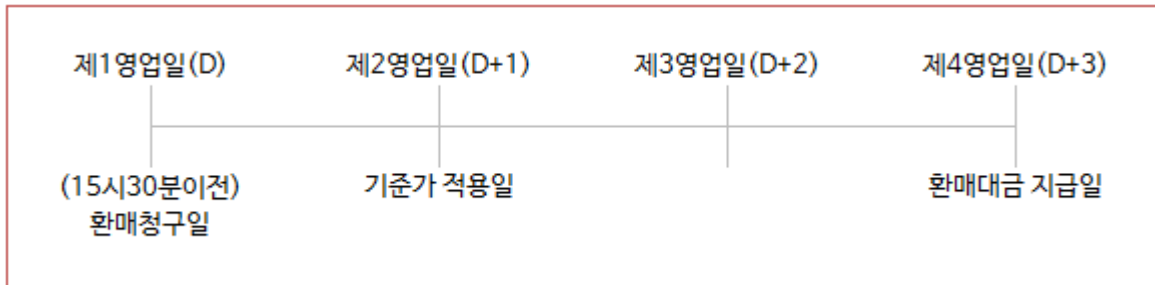 제1영업일(D) 제2영업일(D+1) 제3영업일(D+2) 제4영업일(D+3)
(15시30분이전) 기준가 적용일 환매대금 지급일
환매청구일